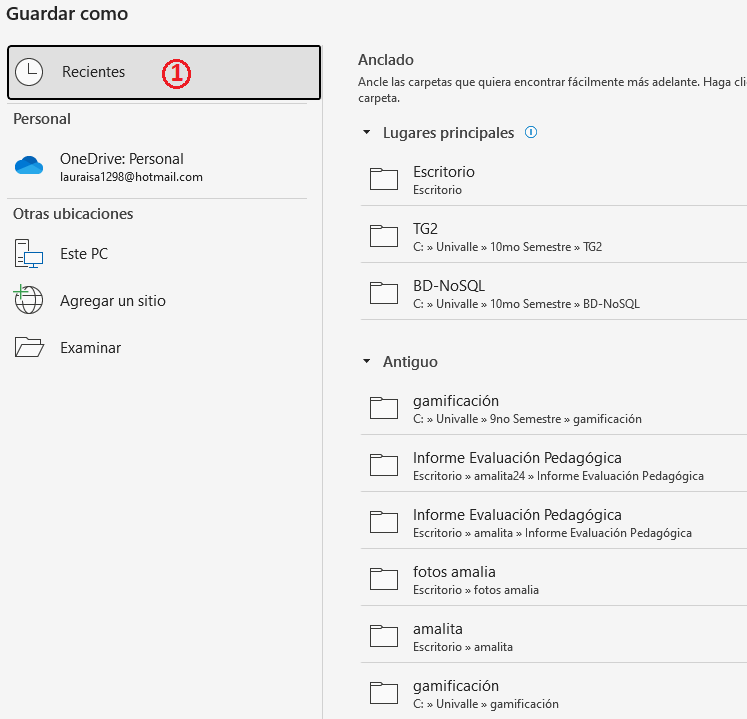 Guardar como
Recientes
1
Personal
OneDrive: Personal
lauraisa1298@hotmail.com
Otras ubicaciones
Este PC
Agregar un sitio
Examinar
Anclado
Ancle las carpetas que quiera encontrar fácilmente más adelante. Haga cli
carpeta.
Lugares principales
Escritorio
Escritorio
TG2
C: » Univalle » 10mo Semestre » TG2
BD-NoSQL
C: » Univalle » 10mo Semestre » BD-NoSQL
Antiguo
gamificación
C: » Univalle » 9no Semestre » gamificación
Informe Evaluación Pedagógica
Escritorio » amalita24 » Informe Evaluación Pedagógica
Informe Evaluación Pedagógica
Escritorio » amalita » Informe Evaluación Pedagógica
fotos amalia
Escritorio » fotos amalia
amalita
Escritorio » amalita
gamificación
C: » Univalle » gamificación